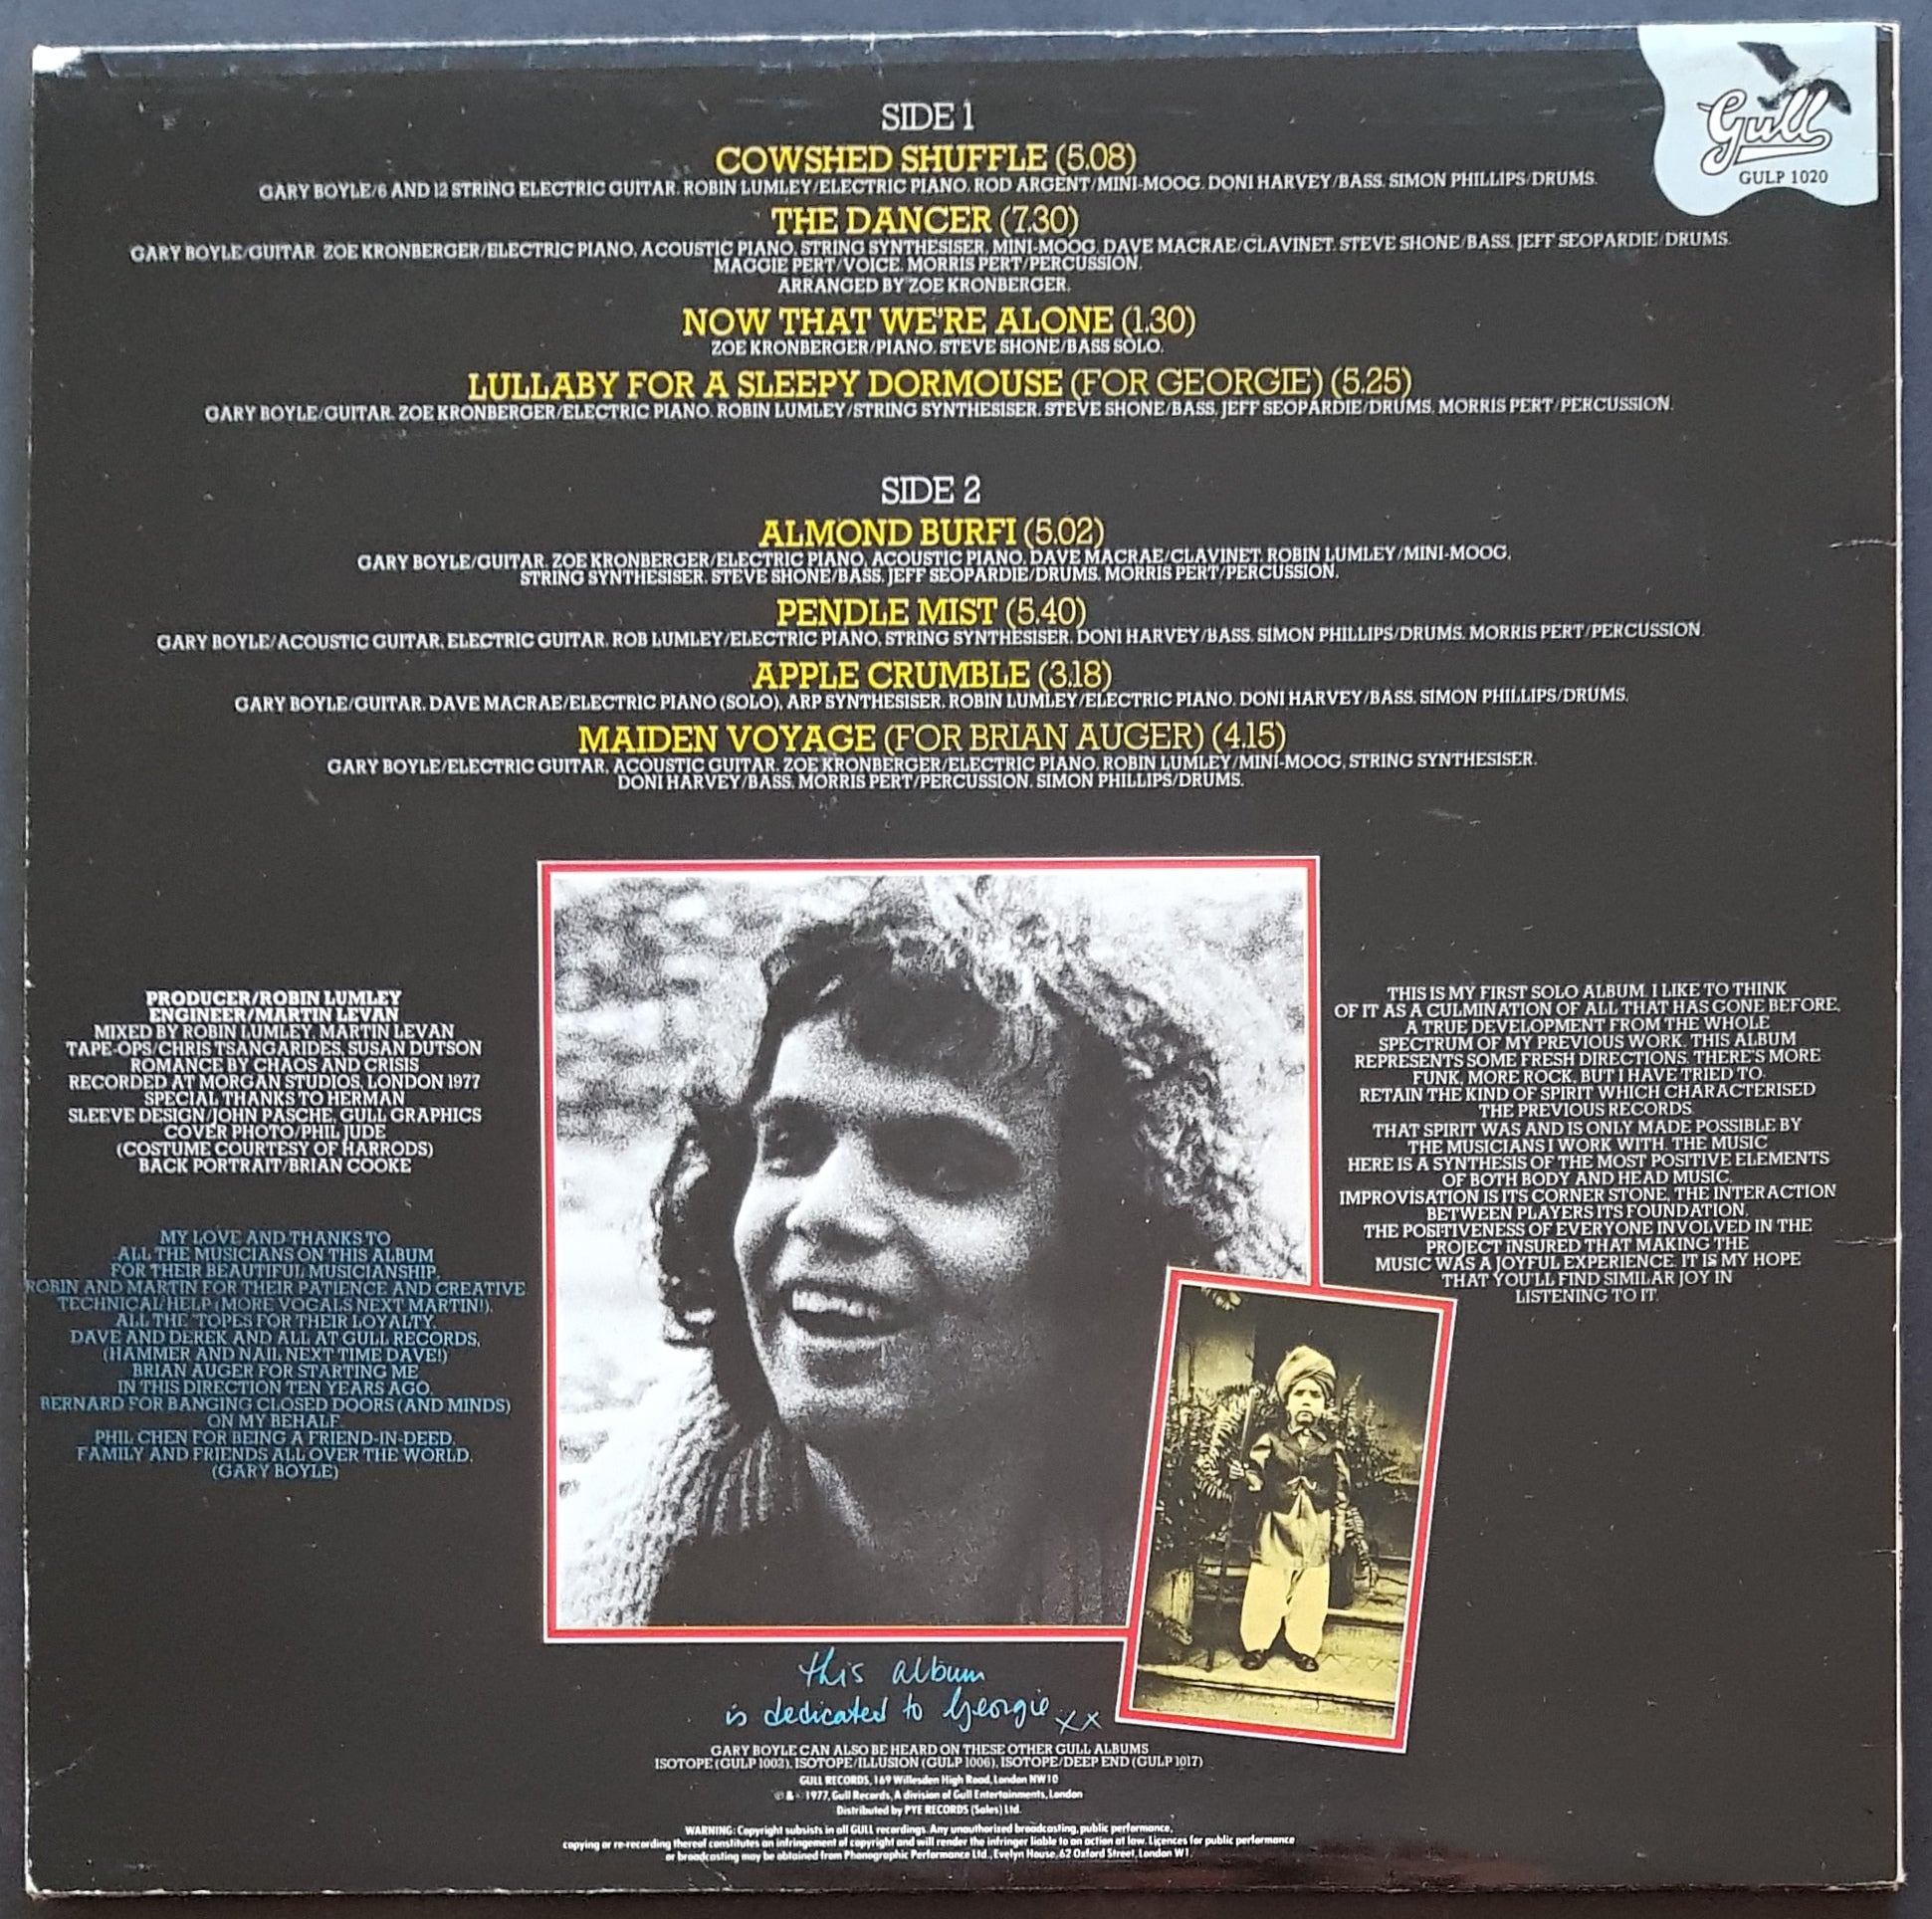 Gull
GULP 1020
SIDE 1
COWSHED SHUFFLE (5.08)
GARY BOYLE/6 AND 12 STRING ELECTRIC GUITAR. ROBIN LUMLEY/ELECTRIC PIANO. ROD ARGENT/MINI-MOOG. DONI HARVEY/BASS. SIMON PHILLIPS/DRUMS.
THE DANCER (7.30)
GARY BOYLE/GUITAR. ZOE KRONBERGER/ELECTRIC PIANO, ACOUSTIC PIANO, STRING SYNTHESISER, MINI-MOOG. DAVE MACRAE/CLAVINET. STEVE SHONE/BASS. JEFF SEOPARDIE/DRUMS.
MAGGIE PERT/VOICE. MORRIS PERT/PERCUSSION.
ARRANGED BY ZOE KRONBERGER.
NOW THAT WE'RE ALONE (1.30)
ZOE KRONBERGER/PIANO. STEVE SHONE/BASS SOLO.
LULLABY FOR A SLEEPY DORMOUSE (FOR GEORGIE) (5.25)
GARY BOYLE/GUITAR. ZOE KRONBERGER/ELECTRIC PIANO. ROBIN LUMLEY/STRING SYNTHESISER. STEVE SHONE/BASS. JEFF SEOPARDIE/DRUMS. MORRIS PERT/PERCUSSION.
SIDE 2
ALMOND BURFI (5.02)
GARY BOYLE/GUITAR. ZOE KRONBERGER/ELECTRIC PIANO, ACOUSTIC PIANO. DAVE MACRAE/CLAVINET. ROBIN LUMLEY/MINI-MOOG,
STRING SYNTHESISER. STEVE SHONE/BASS. JEFF SEOPARDIE/DRUMS. MORRIS PERT/PERCUSSION.
PENDLE MIST (5.40)
GARY BOYLE/ACOUSTIC GUITAR, ELECTRIC GUITAR. ROB LUMLEY/ELECTRIC PIANO, STRING SYNTHESISER. DONI HARVEY/BASS. SIMON PHILLIPS/DRUMS. MORRIS PERT/PERCUSSION.
APPLE CRUMBLE (3.18)
GARY BOYLE/GUITAR. DAVE MACRAE/ELECTRIC PIANO (SOLO), ARP SYNTHESISER. ROBIN LUMLEY/ELECTRIC PIANO. DONI HARVEY/BASS. SIMON PHILLIPS/DRUMS.
MAIDEN VOYAGE (FOR BRIAN AUGER) (4.15)
GARY BOYLE/ELECTRIC GUITAR, ACOUSTIC GUITAR. ZOE KRONBERGER/ELECTRIC PIANO. ROBIN LUMLEY/MINI-MOOG, STRING SYNTHESISER.
DONI HARVEY/BASS. MORRIS PERT/PERCUSSION. SIMON PHILLIPS/DRUMS.
PRODUCER/ROBIN LUMLEY
ENGINEER/MARTIN LEVAN
MIXED BY ROBIN LUMLEY, MARTIN LEVAN
TAPE-OPS/CHRIS TSANGARIDES, SUSAN DUTSON
ROMANCE BY CHAOS AND CRISIS
RECORDED AT MORGAN STUDIOS, LONDON 1977
SPECIAL THANKS TO HERMAN
SLEEVE DESIGN/JOHN PASCHE, GULL GRAPHICS
COVER PHOTO/PHIL JUDE
(COSTUME COURTESY OF HARRODS)
BACK PORTRAIT/BRIAN COOKE
MY LOVE AND THANKS TO
ALL THE MUSICIANS ON THIS ALBUM
FOR THEIR BEAUTIFUL MUSICIANSHIP,
ROBIN AND MARTIN FOR THEIR PATIENCE AND CREATIVE
TECHNICAL HELP (MORE VOCALS NEXT MARTIN!),
ALL THE 'TOPES FOR THEIR LOYALTY,
DAVE AND DEREK AND ALL AT GULL RECORDS,
(HAMMER AND NAIL NEXT TIME DAVE!)
BRIAN AUGER FOR STARTING ME
IN THIS DIRECTION TEN YEARS AGO,
BERNARD FOR BANGING CLOSED DOORS (AND MINDS)
ON MY BEHALF.
PHIL CHEN FOR BEING A FRIEND-IN-DEED,
FAMILY AND FRIENDS ALL OVER THE WORLD.
(GARY BOYLE)
THIS IS MY FIRST SOLO ALBUM. I LIKE TO THINK
OF IT AS A CULMINATION OF ALL THAT HAS GONE BEFORE,
A TRUE DEVELOPMENT FROM THE WHOLE
SPECTRUM OF MY PREVIOUS WORK. THIS ALBUM
REPRESENTS SOME FRESH DIRECTIONS. THERE'S MORE
FUNK, MORE ROCK, BUT I HAVE TRIED TO
RETAIN THE KIND OF SPIRIT WHICH CHARACTERISED
THE PREVIOUS RECORDS.
THAT SPIRIT WAS AND IS ONLY MADE POSSIBLE BY
THE MUSICIANS I WORK WITH. THE MUSIC
HERE IS A SYNTHESIS OF THE MOST POSITIVE ELEMENTS
OF BOTH BODY AND HEAD MUSIC.
IMPROVISATION IS ITS CORNER STONE, THE INTERACTION
BETWEEN PLAYERS ITS FOUNDATION.
THE POSITIVENESS OF EVERYONE INVOLVED IN THE
PROJECT INSURED THAT MAKING THE
MUSIC WAS A JOYFUL EXPERIENCE. IT IS MY HOPE
THAT YOU'LL FIND SIMILAR JOY IN
LISTENING TO IT.
this album
is dedicated to Georgie xx
GARY BOYLE CAN ALSO BE HEARD ON THESE OTHER GULL ALBUMS
ISOTOPE (GULP 1002), ISOTOPE/ILLUSION (GULP 1006), ISOTOPE/DEEP END (GULP 1017)
GULL RECORDS, 169 Willesden High Road, London NW10
℗ & © 1977, Gull Records, A division of Gull Entertainments, London
Distributed by PYE RECORDS (Sales) Ltd.
WARNING: Copyright subsists in all GULL recordings. Any unauthorized broadcasting, public performance,
copying or re-recording thereof constitutes an infringement of copyright and will render the infringer liable to an action at law. Licences for public performance
or broadcasting may be obtained from Phonographic Performance Ltd., Evelyn House, 62 Oxford Street, London W1.